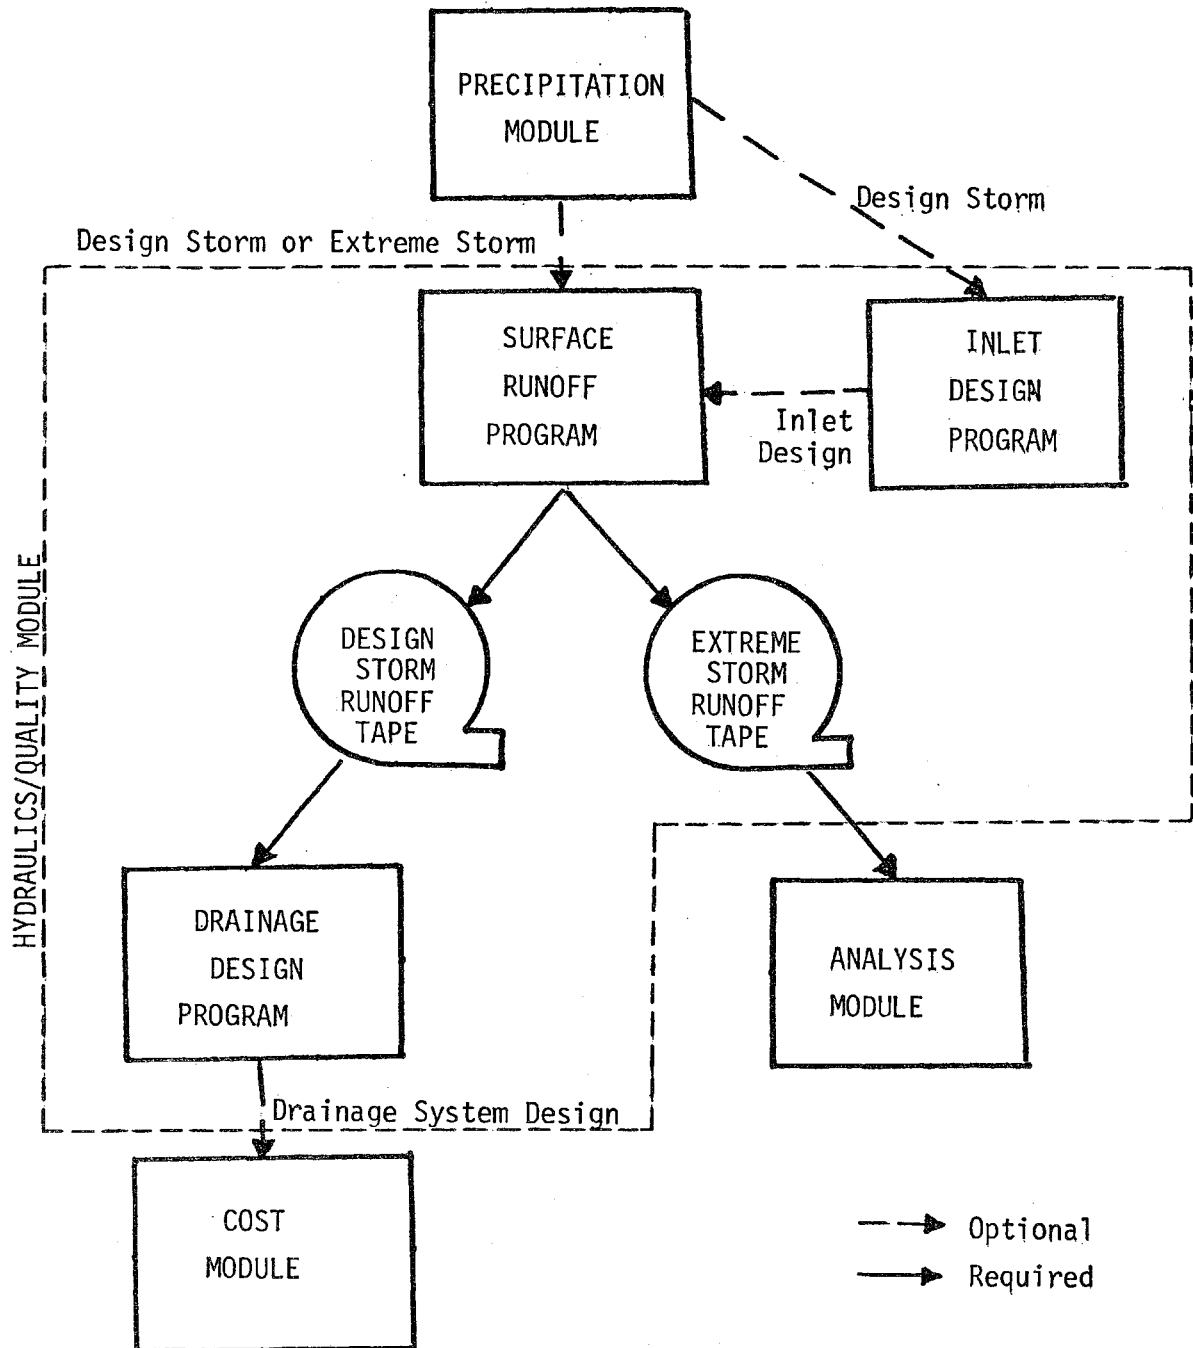 PRECIPITATION
MODULE
Design Storm
Design Storm or Extreme Storm
SURFACE
RUNOFF
PROGRAM
INLET
DESIGN
PROGRAM
Inlet
Design
HYDRAULICS/QUALITY MODULE
DESIGN
STORM
RUNOFF
TAPE
EXTREME
STORM
RUNOFF
TAPE
DRAINAGE
DESIGN
PROGRAM
ANALYSIS
MODULE
Drainage System Design
COST
MODULE
Optional
Required